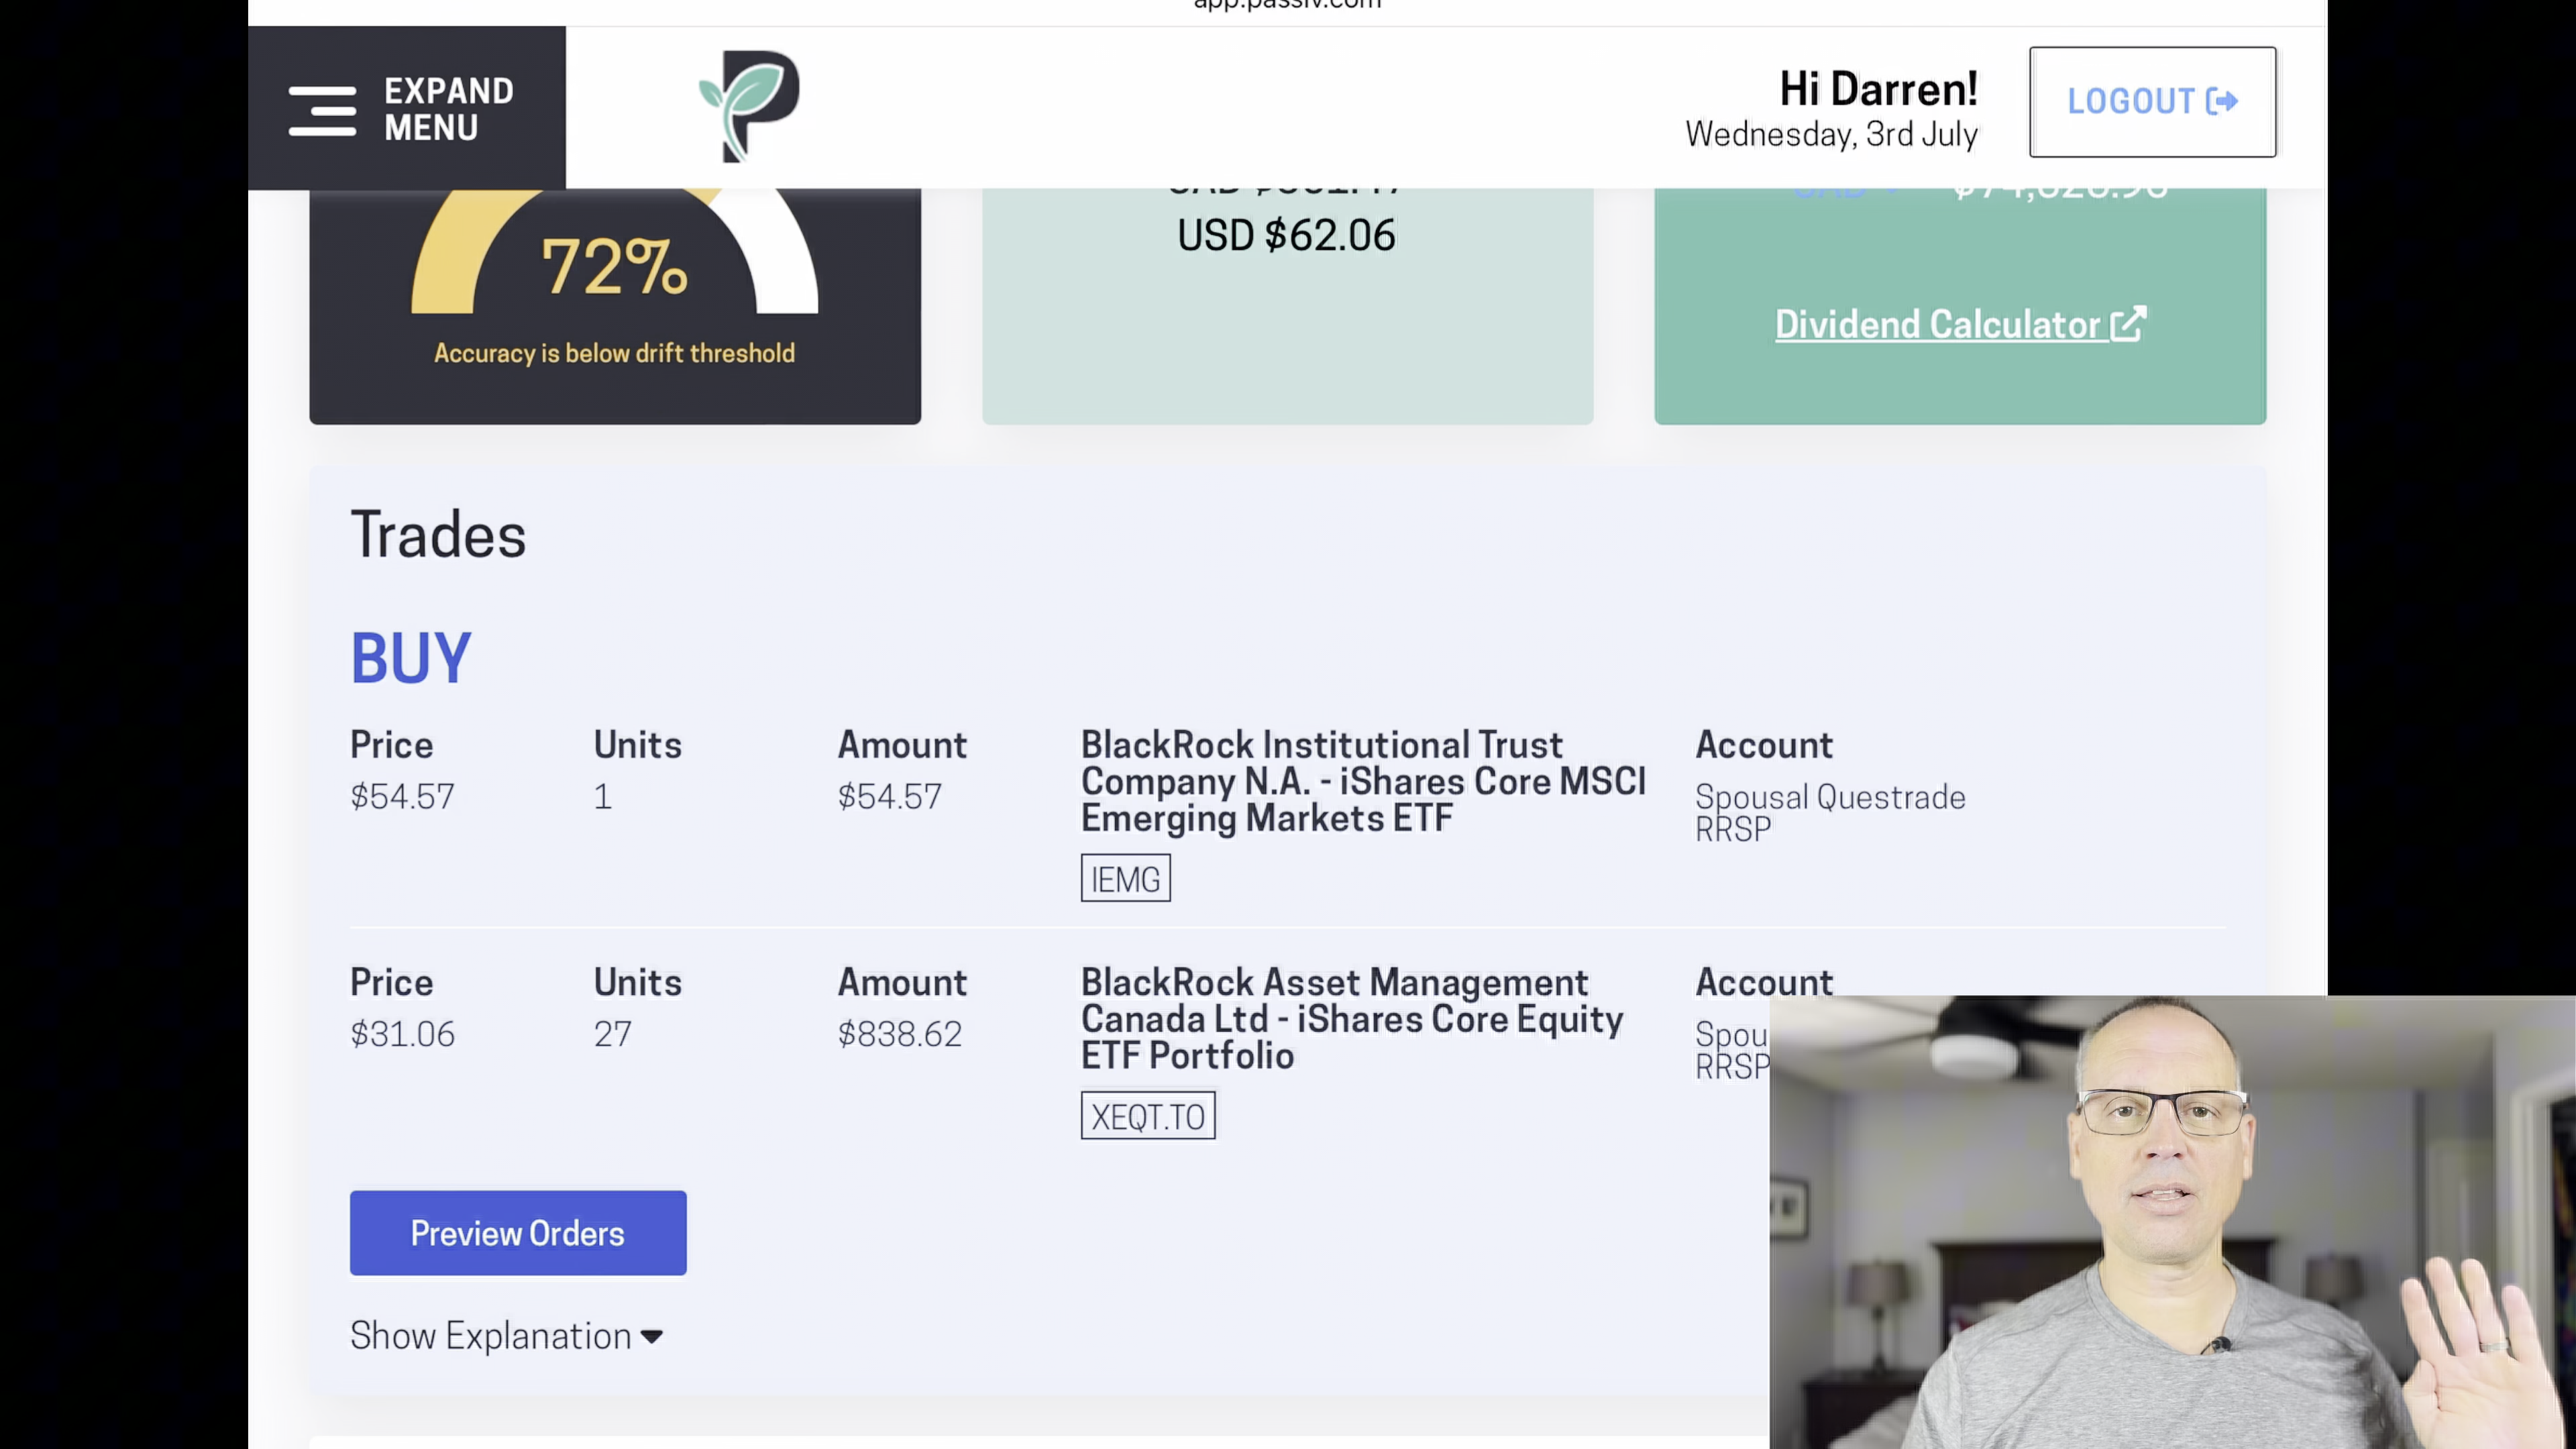 app.passiv.com
EXPAND
MENU
Hi Darren!
Wednesday, 3rd July
LOGOUT
72%
Accuracy is below drift threshold
USD $62.06
Dividend Calculator
Trades
BUY
Price Units Amount BlackRock Institutional Trust Account
$54.57 1 $54.57 Company N.A. - iShares Core MSCI Spousal Questrade
Emerging Markets ETF RRSP
IEMG
Price Units Amount BlackRock Asset Management Account
$31.06 27 $838.62 Canada Ltd - iShares Core Equity Spou
ETF Portfolio RRSP
XEQT.TO
Preview Orders
Show Explanation